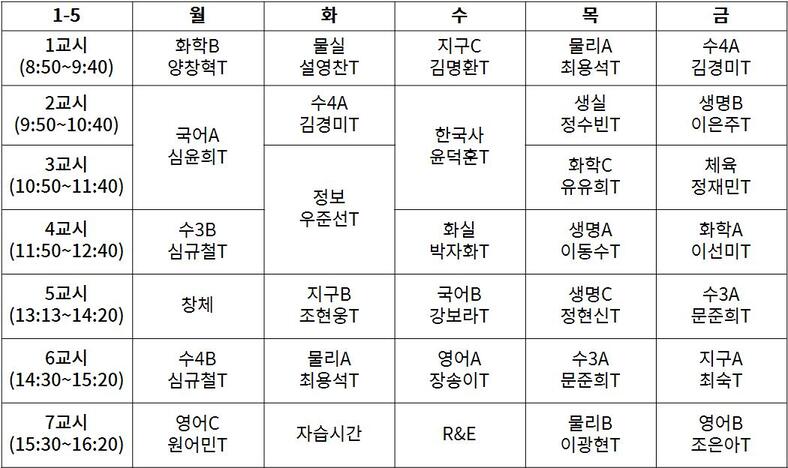 1-5 월 화 수 목 금
1교시 화학B 물실 지구C 물리A 수4A
(8:50~9:40) 양창혁T 설영찬T 김명환T 최용석T 김경미T
2교시 수4A 생실 생명B
(9:50~10:40) 김경미T 정수빈T 이은주T
국어A 한국사
심윤희T 윤덕훈T
3교시 화학C 체육
(10:50~11:40) 유유희T 정재민T
정보
우준선T
4교시 수3B 화실 생명A 화학A
(11:50~12:40) 심규철T 박자화T 이동수T 이선미T
5교시 창체 지구B 국어B 생명C 수3A
(13:13~14:20) 조현웅T 강보라T 정현신T 문준희T
6교시 수4B 물리A 영어A 수3A 지구A
(14:30~15:20) 심규철T 최용석T 장송이T 문준희T 최숙T
7교시 영어C 자습시간 R&E 물리B 영어B
(15:30~16:20) 원어민T 이광현T 조은아T